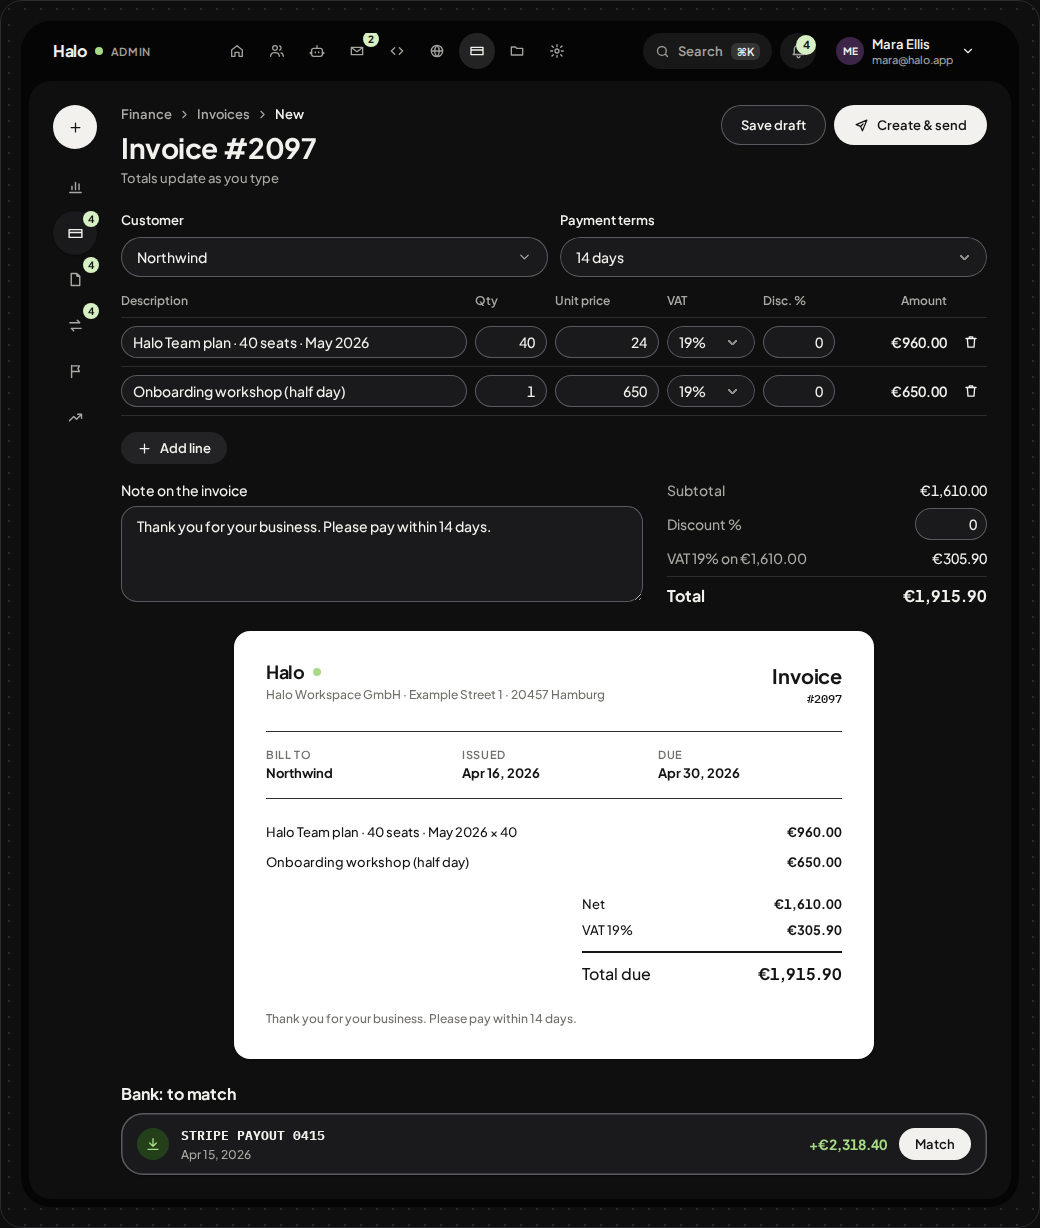 Halo ADMIN 2 Search ⌘K 4 ME Mara Ellis
mara@halo.app
Finance > Invoices > New
Save draft Create & send
Invoice #2097
Totals update as you type
4
4
4
Customer Payment terms
Northwind 14 days
Description Qty Unit price VAT Disc. % Amount
Halo Team plan · 40 seats · May 2026 40 24 19% 0 €960.00
Onboarding workshop (half day) 1 650 19% 0 €650.00
+ Add line
Note on the invoice
Thank you for your business. Please pay within 14 days.
Subtotal €1,610.00
Discount % 0
VAT 19% on €1,610.00 €305.90
Total €1,915.90
Halo Invoice
Halo Workspace GmbH · Example Street 1 · 20457 Hamburg #2097
BILL TO ISSUED DUE
Northwind Apr 16, 2026 Apr 30, 2026
Halo Team plan · 40 seats · May 2026 × 40 €960.00
Onboarding workshop (half day) €650.00
Net €1,610.00
VAT 19% €305.90
Total due €1,915.90
Thank you for your business. Please pay within 14 days.
Bank: to match
STRIPE PAYOUT 0415 +€2,318.40 Match
Apr 15, 2026